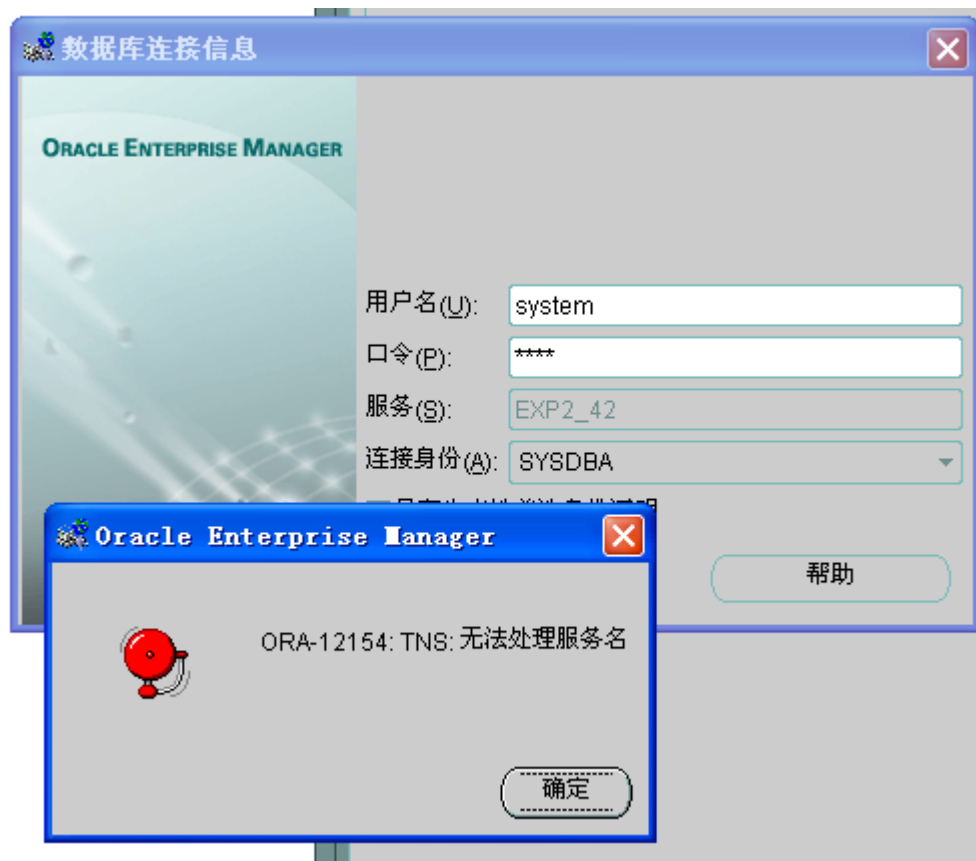 数据库连接信息
ORACLE ENTERPRISE MANAGER
用户名(U): system
口令(P): ****
服务(S): EXP2_42
连接身份(A): SYSDBA
帮助
Oracle Enterprise Manager
ORA-12154: TNS: 无法处理服务名
确定